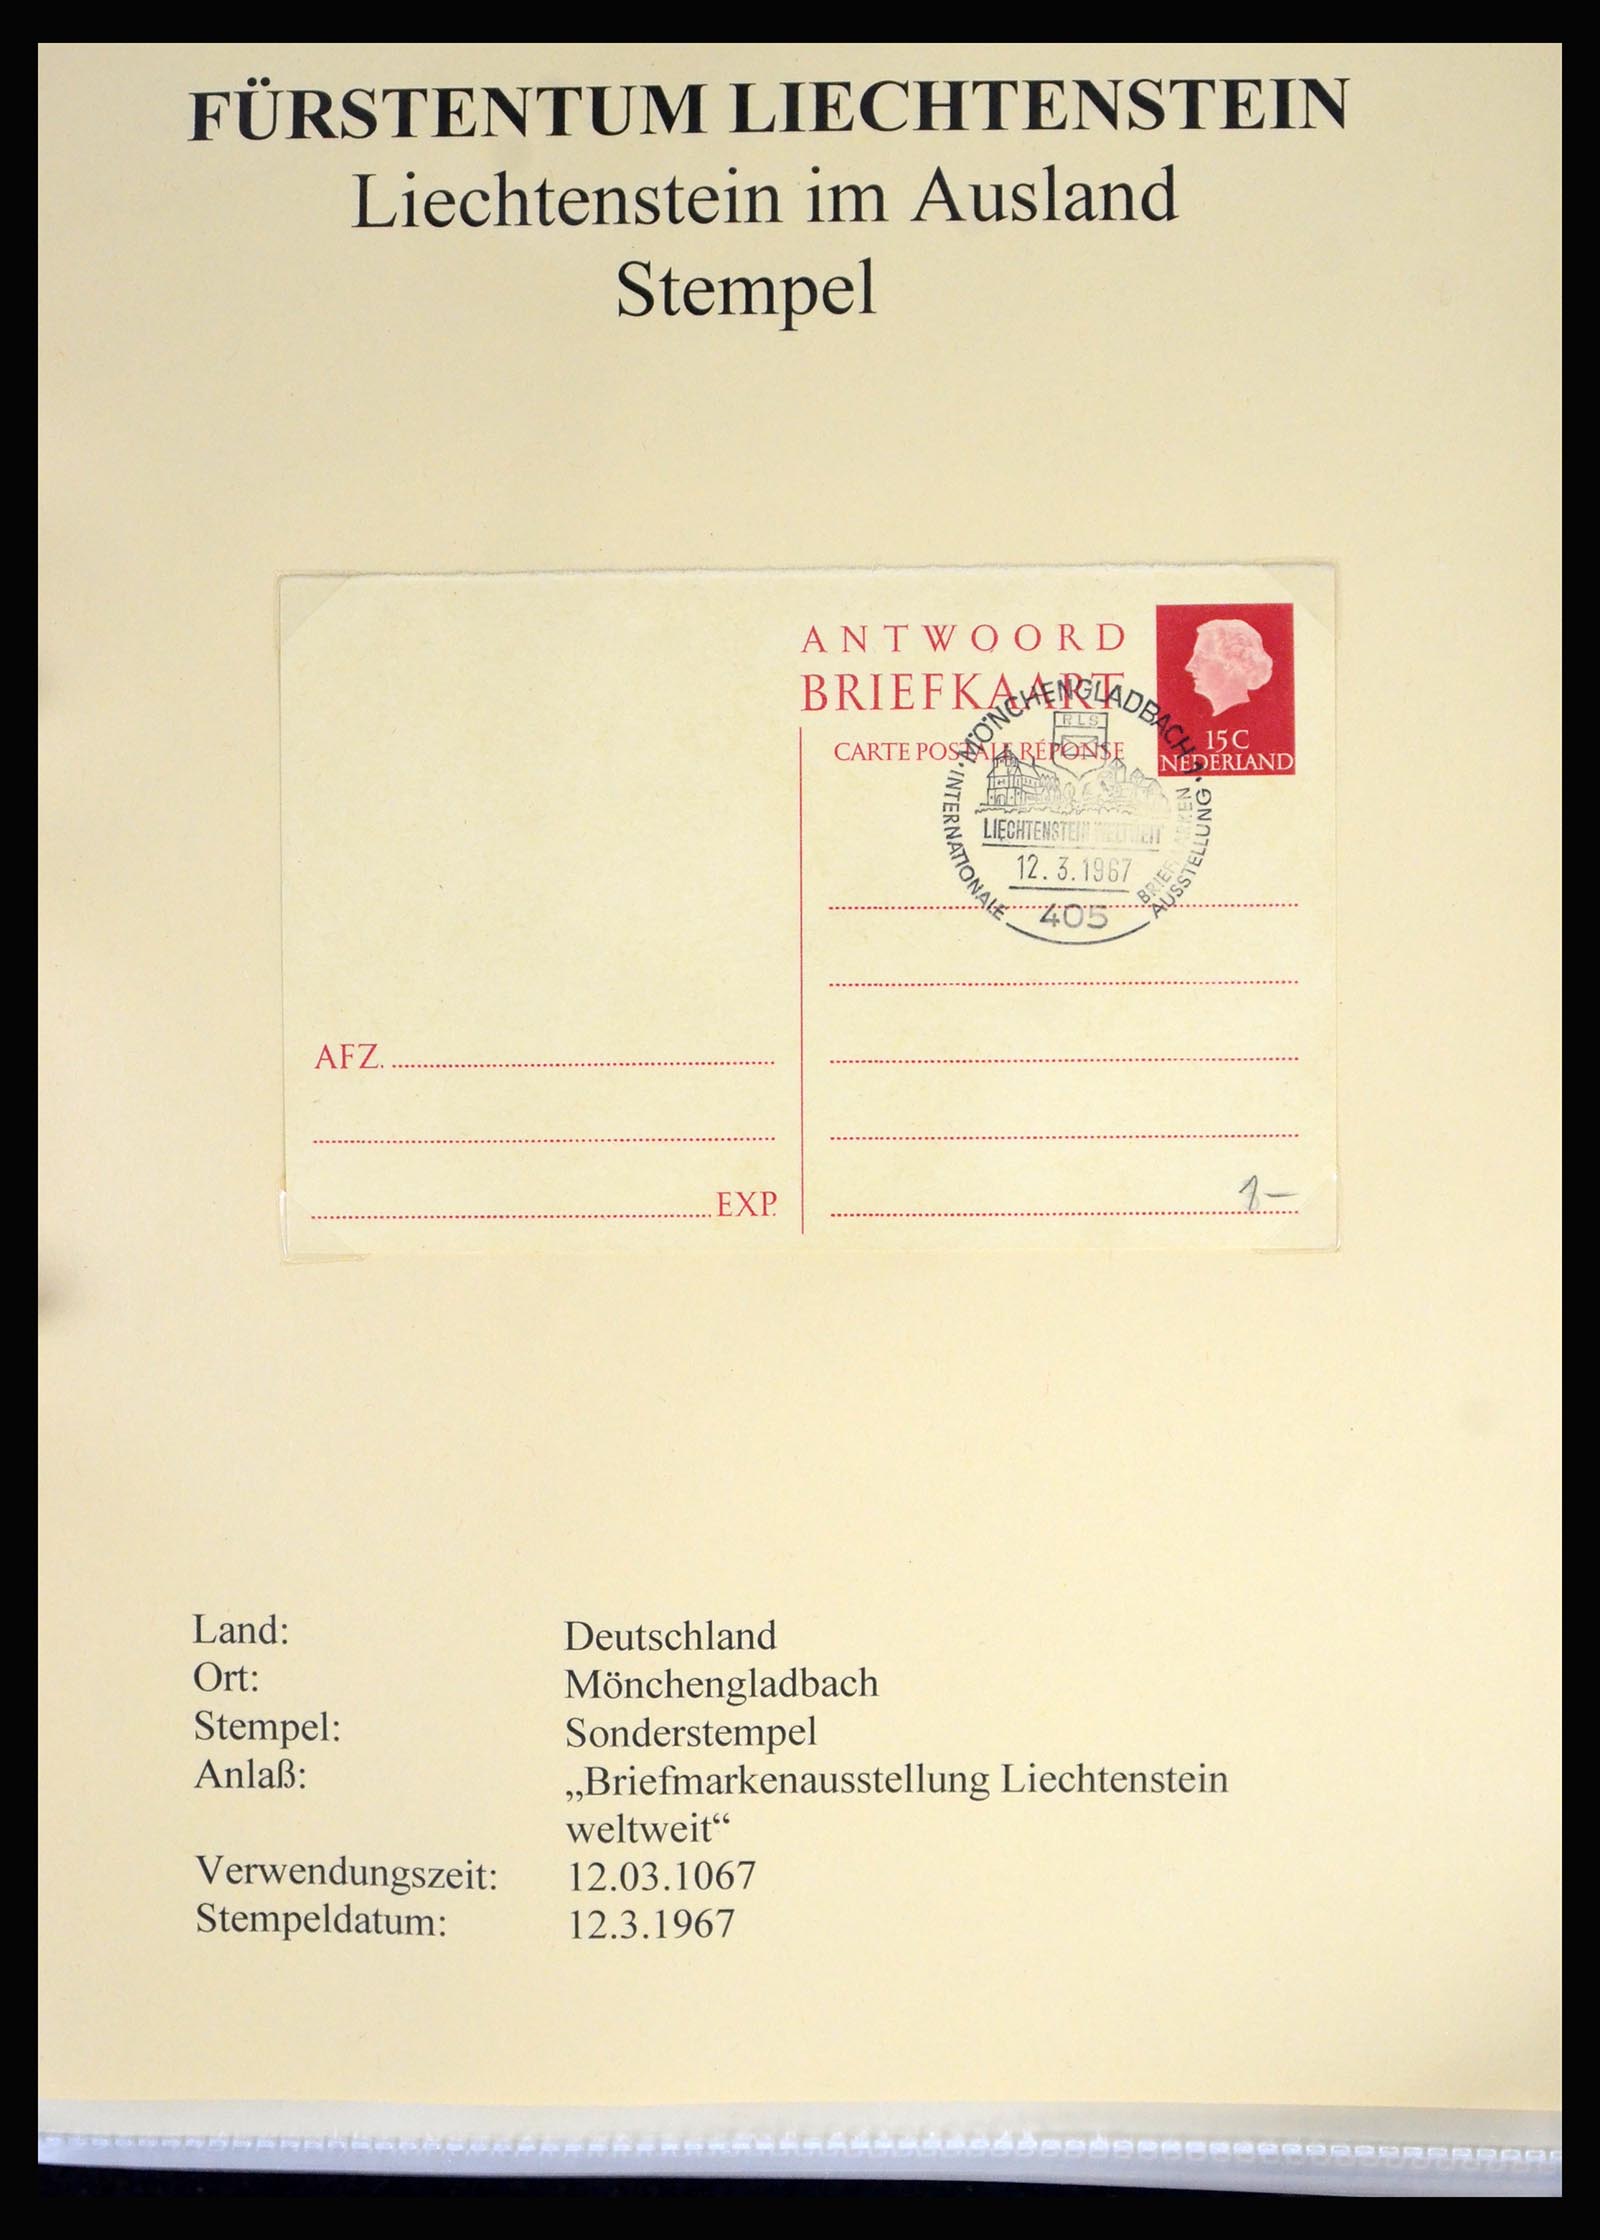 FÜRSTENTUM LIECHTENSTEIN
Liechtenstein im Ausland
Stempel
ANTWOORD
BRIEFKAART
CARTE POSTALE RÉPONSE
15 C
NEDERLAND
MÖNCHENGLADBACH 1
RLS
LIECHTENSTEIN WELTWEIT
12.3.1967
405
· INTERNATIONALE
BRIEFMARKEN
AUSSTELLUNG ·
AFZ.
EXP.
Land: Deutschland
Ort: Mönchengladbach
Stempel: Sonderstempel
Anlaß: „Briefmarkenausstellung Liechtenstein
weltweit“
Verwendungszeit: 12.03.1067
Stempeldatum: 12.3.1967